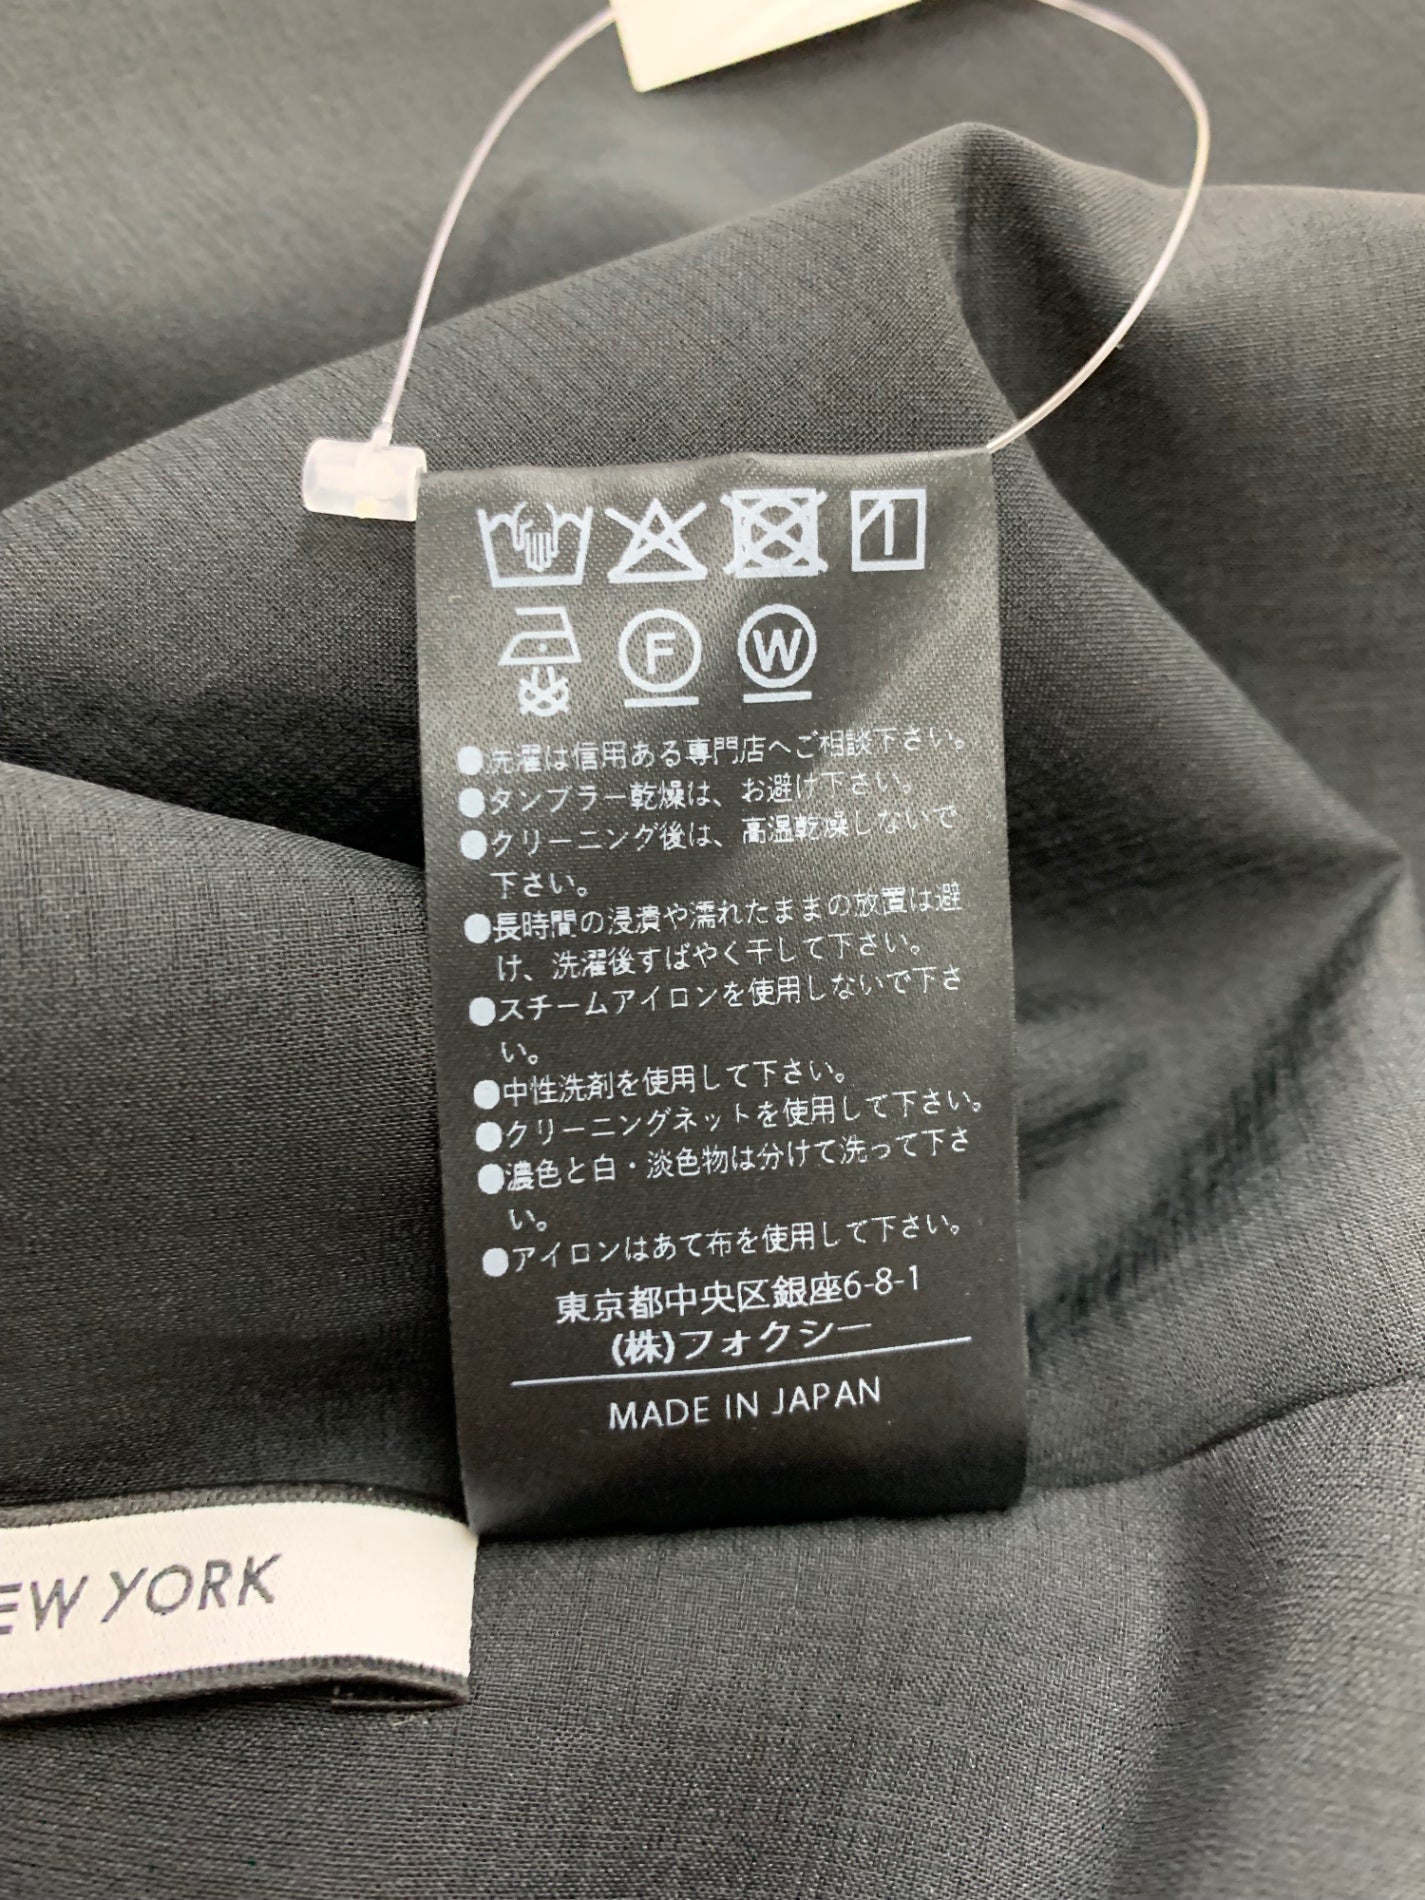 F W
●洗濯は信用ある専門店へご相談下さい。
●タンブラー乾燥は、お避け下さい。
●クリーニング後は、高温乾燥しないで
下さい。
●長時間の浸漬や濡れたままの放置は避
け、洗濯後すばやく干して下さい。
●スチームアイロンを使用しないで下さ
い。
●中性洗剤を使用して下さい。
●クリーニングネットを使用して下さい。
●濃色と白・淡色物は分けて洗って下さ
い。
●アイロンはあて布を使用して下さい。
東京都中央区銀座6-8-1
(株)フォクシー
MADE IN JAPAN
EW YORK